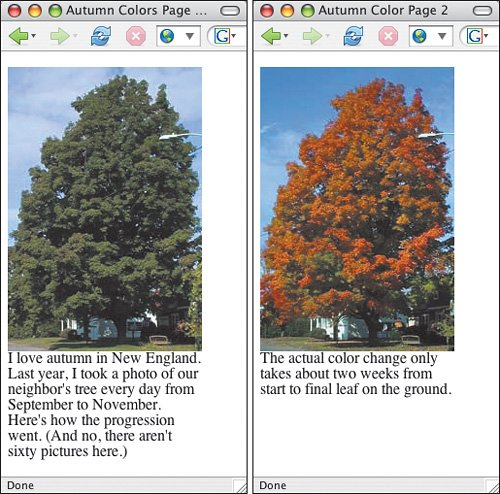 Autumn Colors Page ...
I love autumn in New England.
Last year, I took a photo of our
neighbor's tree every day from
September to November.
Here's how the progression
went. (And no, there aren't
sixty pictures here.)
Done
Autumn Color Page 2
G
The actual color change only
takes about two weeks from
start to final leaf on the ground.
Done